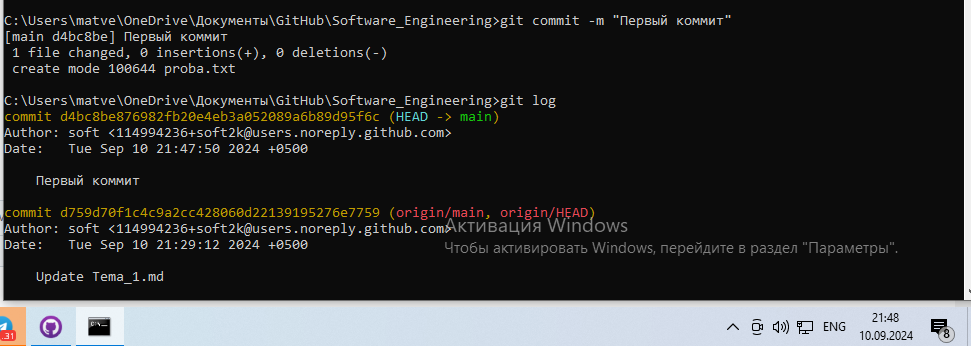 C:\Users\matve\OneDrive\Документы\GitHub\Software_Engineering>git commit -m "Первый коммит"
[main d4bc8be] Первый коммит
 1 file changed, 0 insertions(+), 0 deletions(-)
 create mode 100644 proba.txt
C:\Users\matve\OneDrive\Документы\GitHub\Software_Engineering>git log
commit d4bc8be876982fb20e4eb3a052089a6b89d95f6c (HEAD -> main)
Author: soft <114994236+soft2k@users.noreply.github.com>
Date:   Tue Sep 10 21:47:50 2024 +0500
    Первый коммит
commit d759d70f1c4c9a2cc428060d22139195276e7759 (origin/main, origin/HEAD)
Author: soft <114994236+soft2k@users.noreply.github.com>
Date:   Tue Sep 10 21:29:12 2024 +0500
    Update Tema_1.md
Активация Windows
Чтобы активировать Windows, перейдите в раздел "Параметры".
31
ENG
21:48
10.09.2024
8